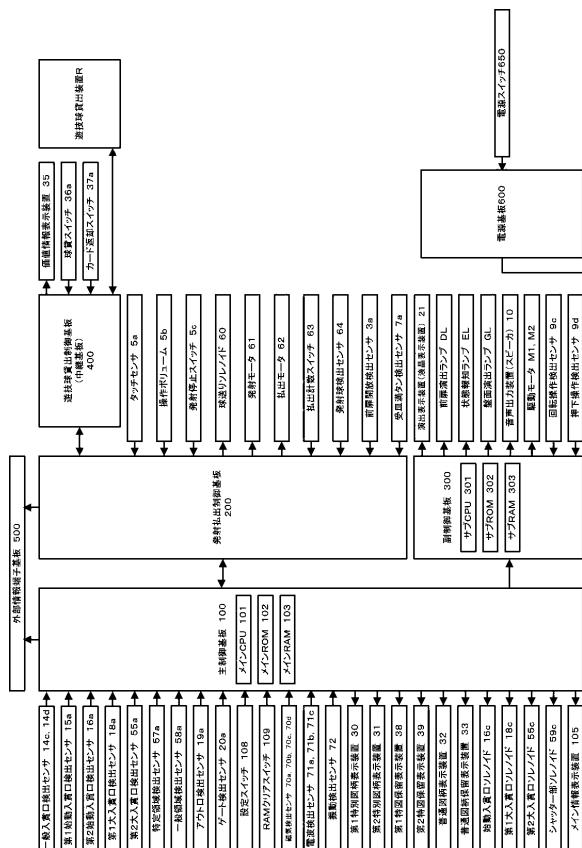 外部情報端子基板 500
一般入賞口検出センサ 14c、14d
第1始動入賞口検出センサ 15a
第2始動入賞口検出センサ 16a
第1大入賞口検出センサ 18a
第2大入賞口検出センサ 55a
特定領域検出センサ 57a
一般領域検出センサ 58a
アウト口検出センサ 19a
ゲート検出センサ 20a
設定スイッチ 108
RAMクリアスイッチ 109
磁気検出センサ 70a、70b、70c、70d
電波検出センサ 71a、71b、71c
振動検出センサ 72
第1特別図柄表示装置 30
第2特別図柄表示装置 31
第1特図保留表示装置 38
第2特図保留表示装置 39
普通図柄表示装置 32
普通図柄保留表示装置 33
始動入賞口ソレノイド 16c
第1大入賞口ソレノイド 18c
第2大入賞口ソレノイド 55c
シャッター部ソレノイド 59c
メイン情報表示装置 105
主制御基板 100
メインCPU 101
メインROM 102
メインRAM 103
発射払出制御基板
200
副制御基板 300
サブCPU 301
サブROM 302
サブRAM 303
遊技球貸出制御基板
（中継基板）
400
タッチセンサ 5a
操作ボリューム 5b
発射停止スイッチ 5c
球送りソレノイド 60
発射モータ 61
払出モータ 62
払出計数スイッチ 63
発射球検出センサ 64
前扉開放検出センサ 3a
受皿満タン検出センサ 7a
演出表示装置(液晶表示装置) 21
前扉演出ランプ DL
状態報知ランプ EL
盤面演出ランプ GL
音声出力装置(スピーカ) 10
駆動モータ M1、M2
回転操作検出センサ 9c
押下操作検出センサ 9d
価値情報表示装置 35
球貸スイッチ 36a
カード返却スイッチ 37a
遊技球貸出装置R
電源基板600
電源スイッチ650